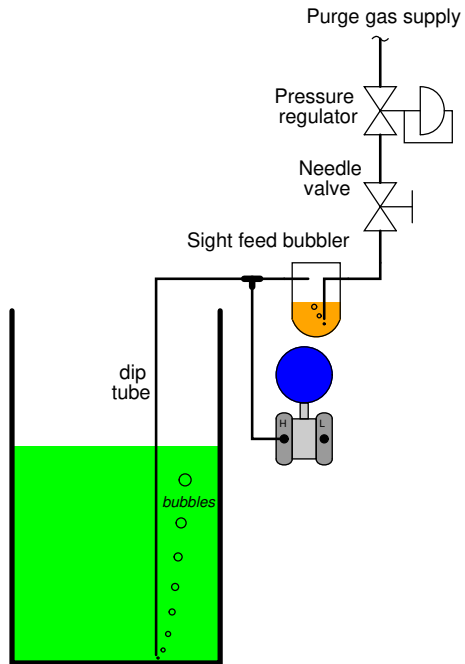 Purge gas supply
Pressure
regulator
Needle
valve
Sight feed bubbler
dip
tube
H
L
bubbles